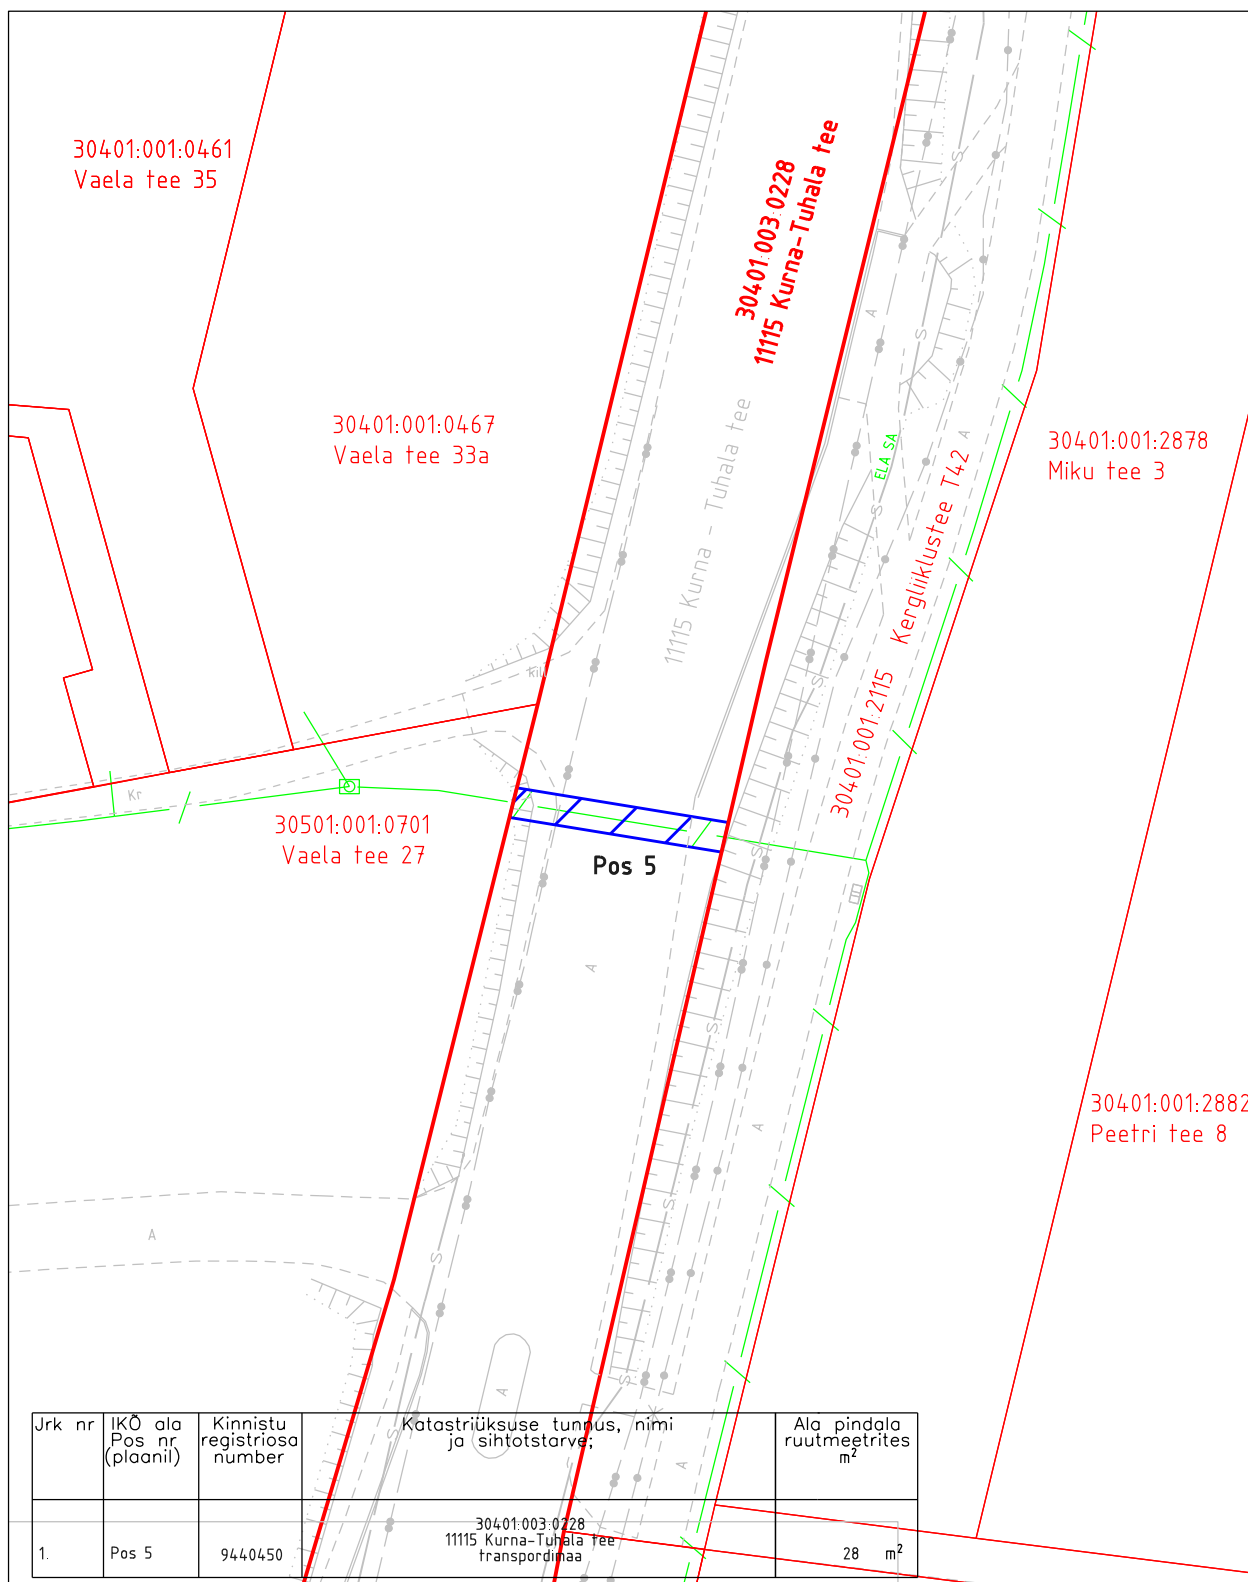 30401:001:0461
Vaela tee 35
30401:003:0228
11115 Kurna-Tuhala tee
30401:001:0467
Vaela tee 33a
11115 Kurna - Tuhala tee
ELA SA
30401:001:2115 Kergliiklustee T42
30401:001:2878
Miku tee 3
A
A
S
S
S
S
Kr
30501:001:0701
Vaela tee 27
Pos 5
S
A
S
A
30401:001:2882
Peetri tee 8
S
A
S
A
S
S
A
Jrk nr
IKÕ ala
Pos nr
(plaanil)
Kinnistu
registriosa
number
Katastriüksuse tunnus, nimi
ja sihtotstarve;
Ala pindala
ruutmeetrites
m²
1.
Pos 5
9440450
30401:003:0228
11115 Kurna-Tuhala tee
transpordimaa
28 m²